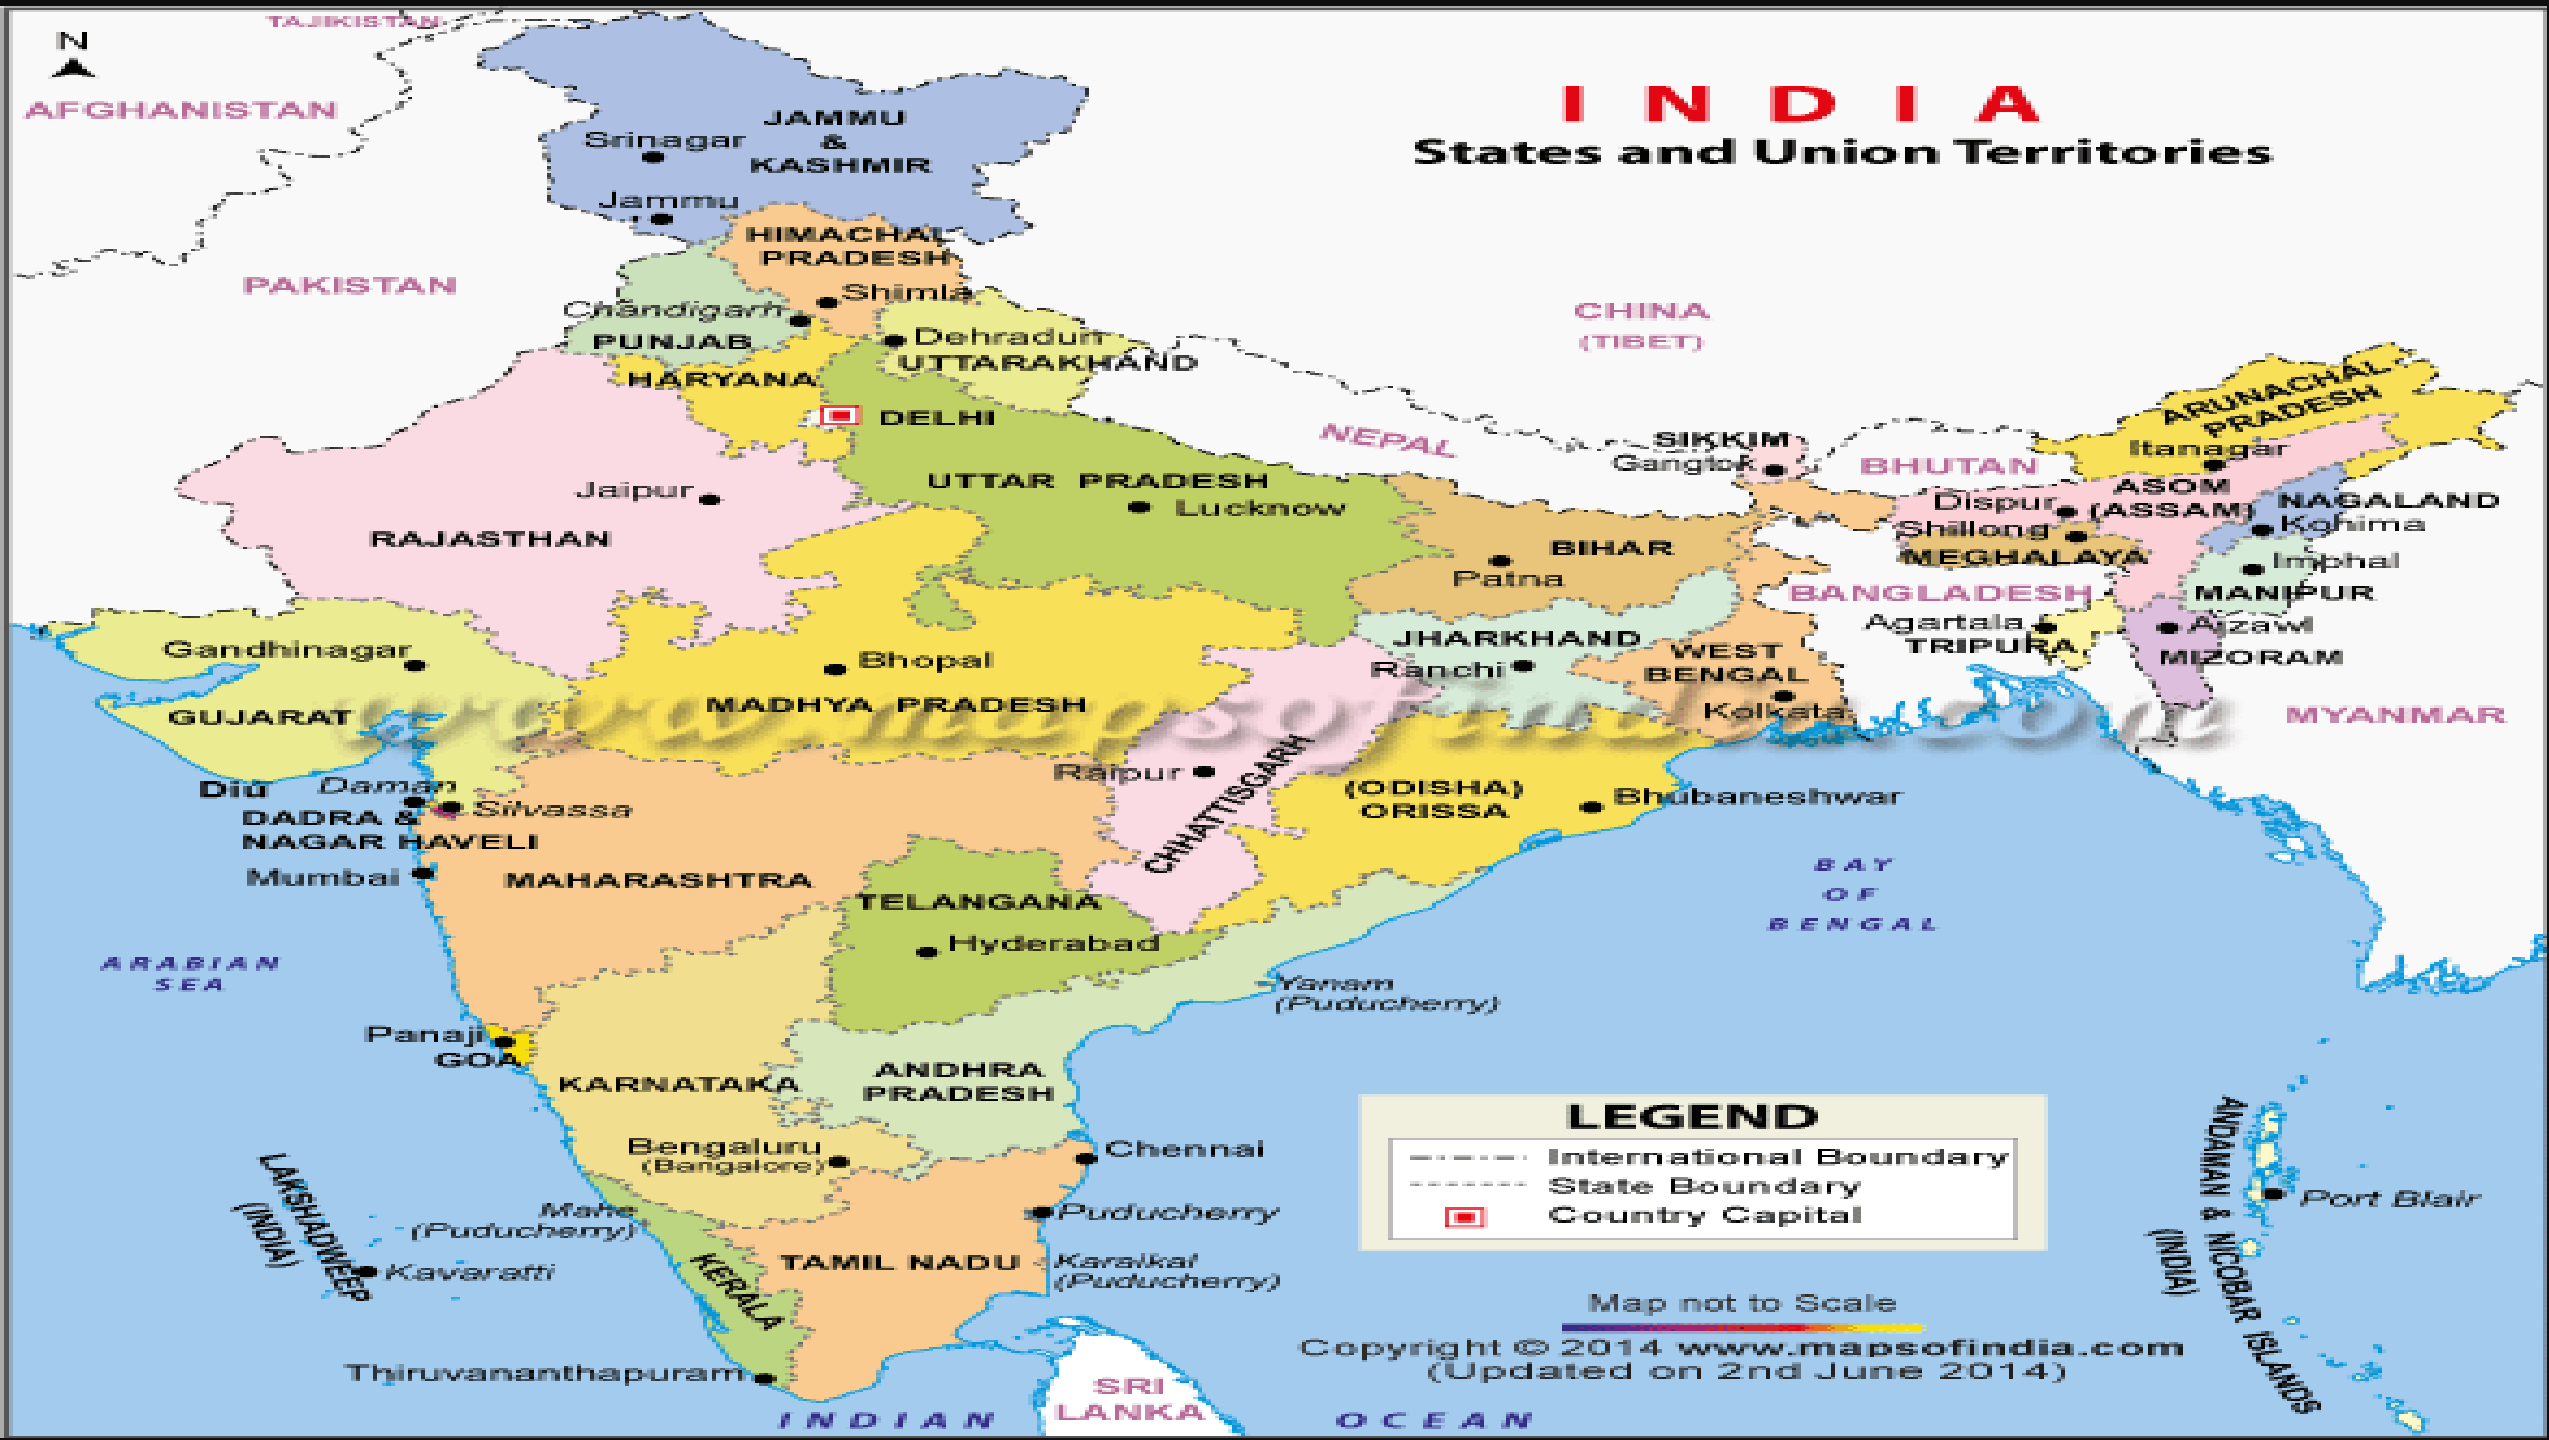 TAJIKISTAN
N
AFGHANISTAN
I N D I A
States and Union Territories
JAMMU
&
KASHMIR
Srinagar
Jammu
HIMACHAL
PRADESH
PAKISTAN
Shimla
Chandigarh
PUNJAB
CHINA
(TIBET)
Dehradun
UTTARAKHAND
HARYANA
DELHI
ARUNACHAL
PRADESH
NEPAL
SIKKIM
Gangtok
BHUTAN
Itanagar
UTTAR PRADESH
Lucknow
Jaipur
RAJASTHAN
ASOM
(ASSAM)
Dispur
NAGALAND
Kohima
Shillong
MEGHALAYA
BIHAR
Patna
Imphal
MANIPUR
BANGLADESH
Agartala
TRIPURA
Aizawl
MIZORAM
JHARKHAND
Ranchi
WEST
BENGAL
Kolkata
Gandhinagar
GUJARAT
Bhopal
MADHYA PRADESH
www.mapsofindia.com
MYANMAR
CHHATTISGARH
Raipur
(ODISHA)
ORISSA
Bhubaneshwar
Diu
Daman
Silvassa
DADRA &
NAGAR HAVELI
Mumbai
MAHARASHTRA
TELANGANA
Hyderabad
BAY
OF
BENGAL
ARABIAN
SEA
Yanam
(Puducherry)
Panaji
GOA
KARNATAKA
ANDHRA
PRADESH
Bengaluru
(Bangalore)
Chennai
LEGEND
International Boundary
State Boundary
Country Capital
ANDAMAN & NICOBAR ISLANDS
(INDIA)
Port Blair
LAKSHADWEEP
(INDIA)
Kavaratti
Mahe
(Puducherry)
Puducherry
KERALA
TAMIL NADU
Karaikal
(Puducherry)
Map not to Scale
Copyright © 2014 www.mapsofindia.com
(Updated on 2nd June 2014)
Thiruvananthapuram
SRI
LANKA
INDIAN OCEAN